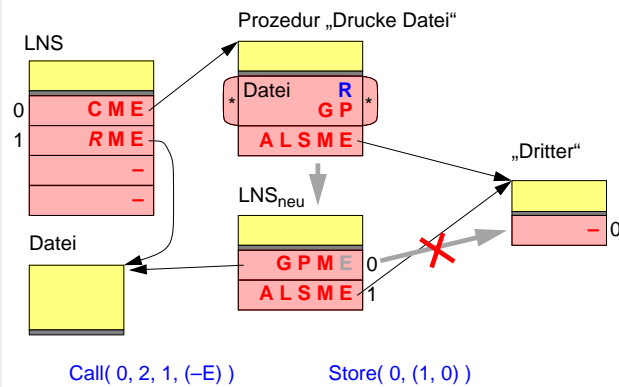 Prozedur „Drucke Datei“
LNS
Datei R
* G P *
0 C M E
1 R M E
A L S M E
–
–
„Dritter“
LNSneu
– 0
Datei
G P M E 0
A L S M E 1
Call( 0, 2, 1, (–E) ) Store( 0, (1, 0) )